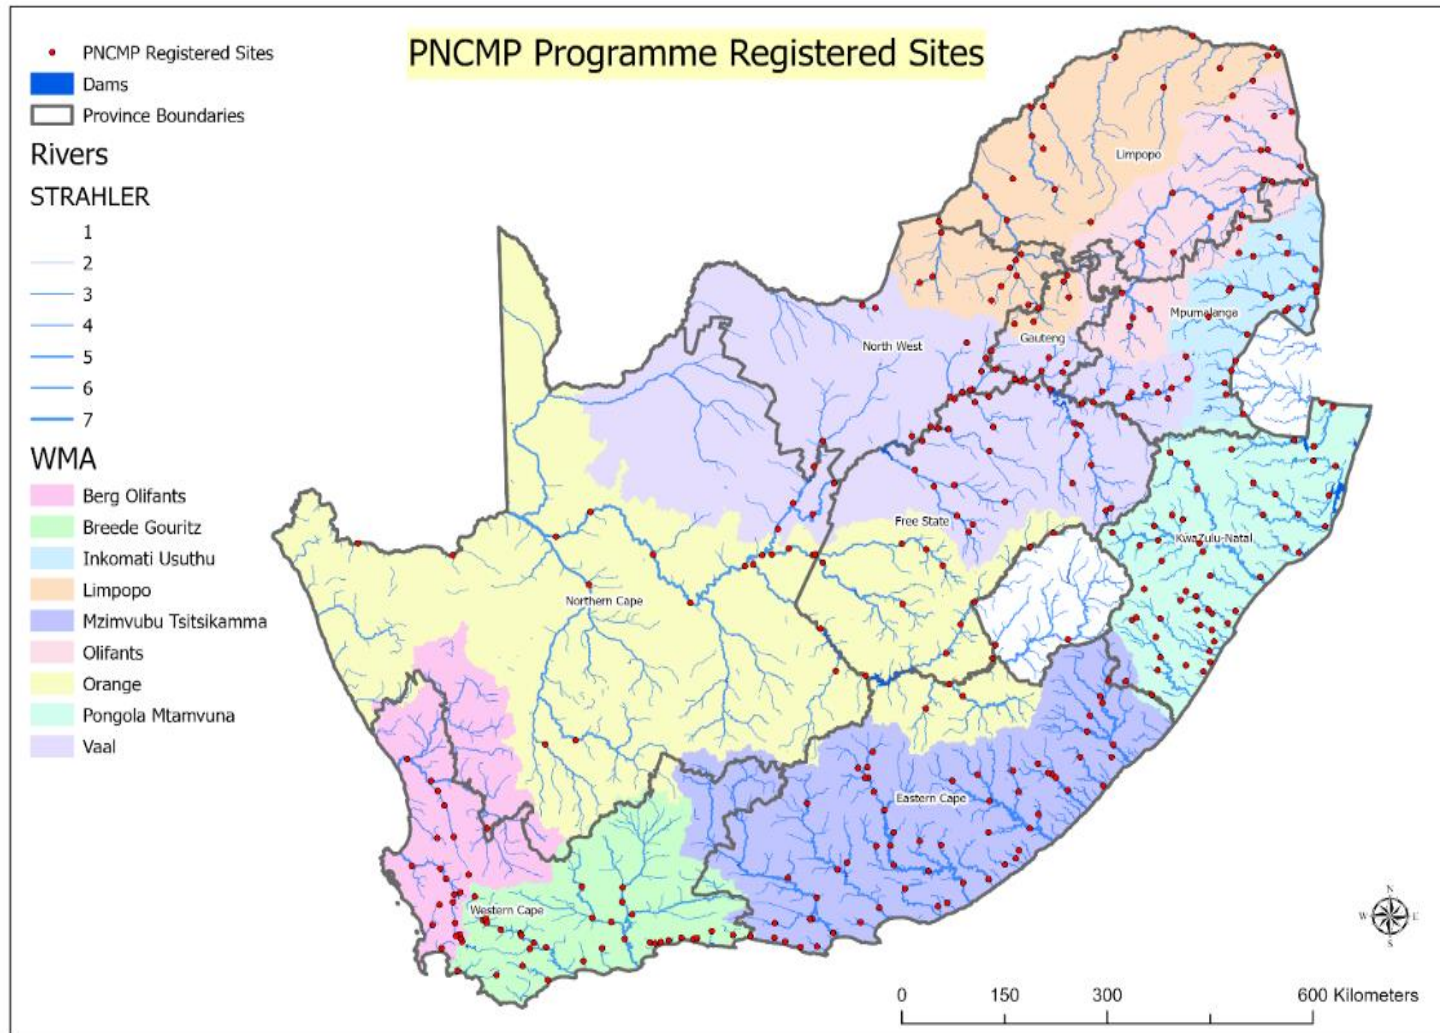 PNCMP Programme Registered Sites
PNCMP Registered Sites
Dams
Province Boundaries
Rivers
STRAHLER
1
2
3
4
5
6
7
WMA
Berg Olifants
Breede Gouritz
Inkomati Usuthu
Limpopo
Mzimvubu Tsitsikamma
Olifants
Orange
Pongola Mtamvuna
Vaal
Limpopo
Mpumalanga
North West
Gauteng
Free State
KwaZulu-Natal
Northern Cape
Eastern Cape
Western Cape
N
W E
S
0 150 300 600 Kilometers